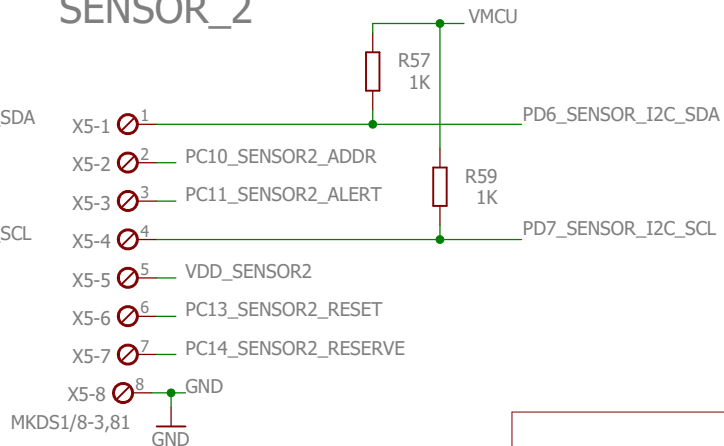 SENSOR_2
VMCU
R57
1K
SDA
X5-1
1
PD6_SENSOR_I2C_SDA
X5-2
2
PC10_SENSOR2_ADDR
R59
1K
X5-3
3
PC11_SENSOR2_ALERT
SCL
X5-4
4
PD7_SENSOR_I2C_SCL
X5-5
5
VDD_SENSOR2
X5-6
6
PC13_SENSOR2_RESET
X5-7
7
PC14_SENSOR2_RESERVE
X5-8
8
GND
MKDS1/8-3,81
GND